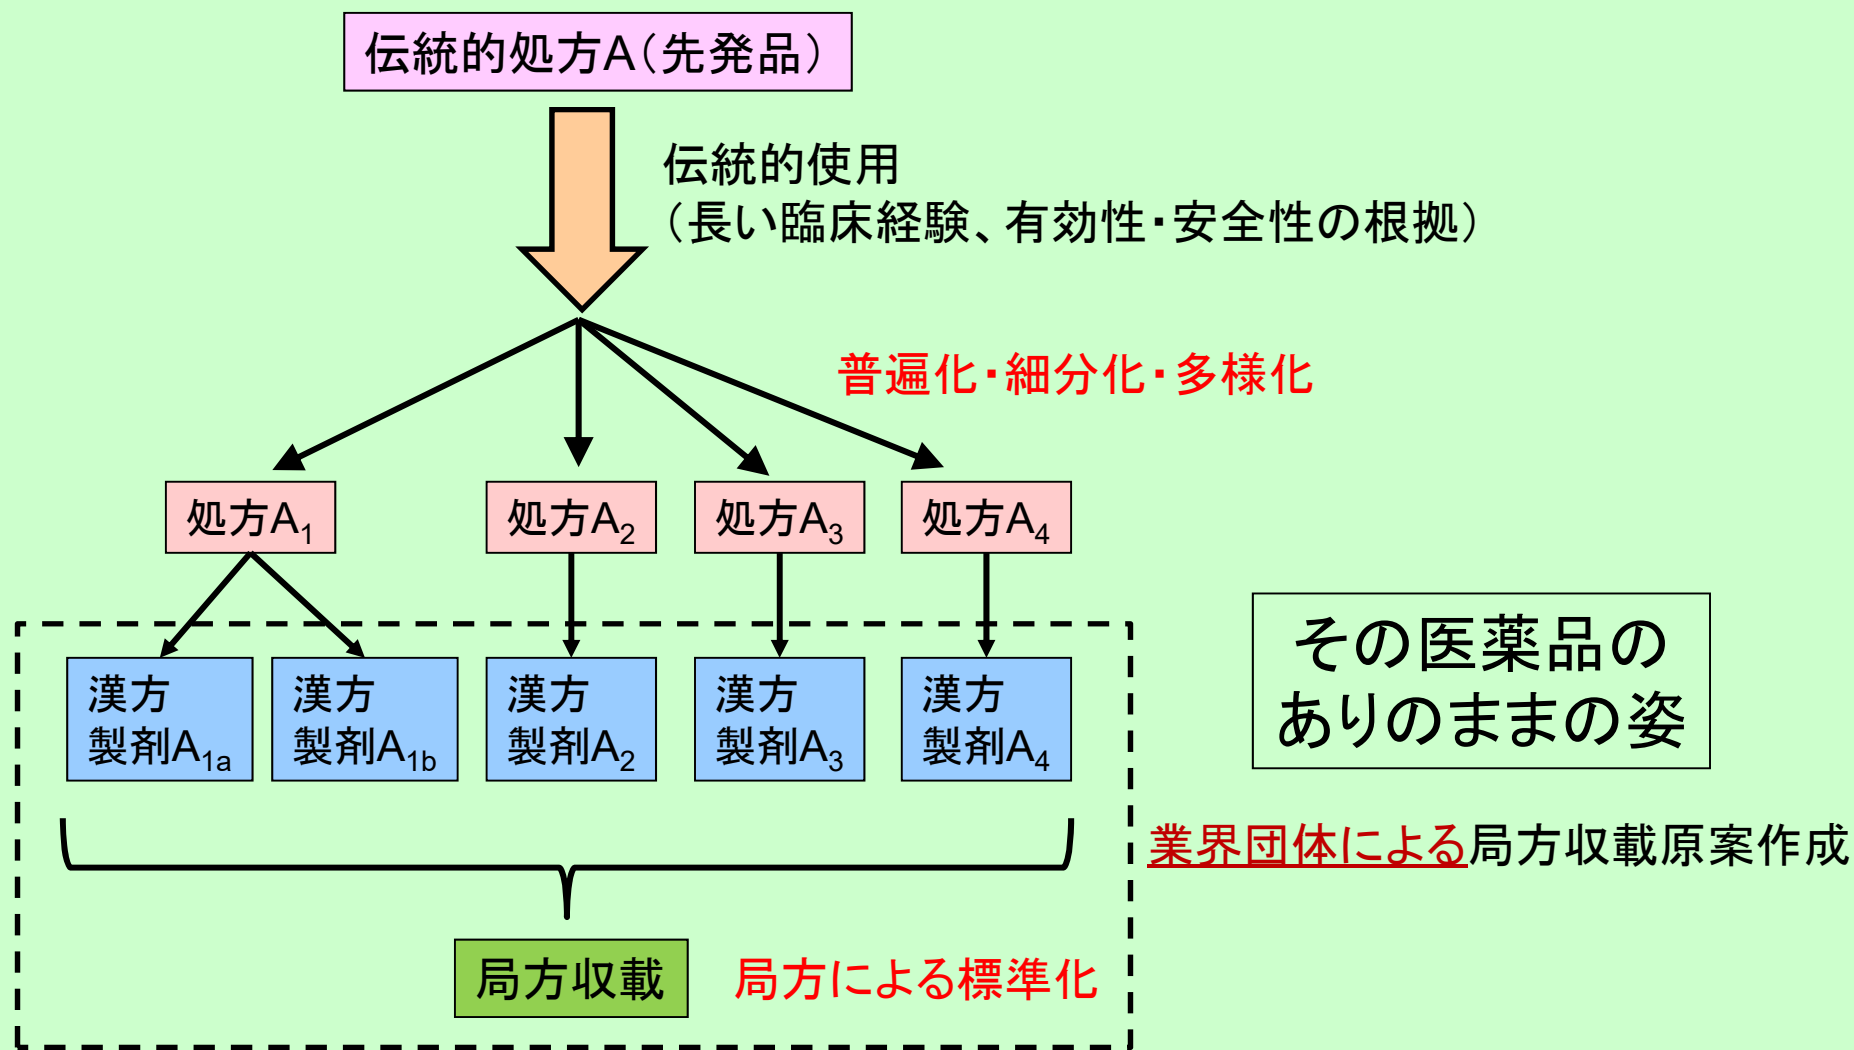 伝統的処方A(先発品)
伝統的使用
(長い臨床経験、有効性・安全性の根拠)
普遍化・細分化・多様化
処方A1
処方A2
処方A3
処方A4
漢方
製剤A1a
漢方
製剤A1b
漢方
製剤A2
漢方
製剤A3
漢方
製剤A4
その医薬品の
ありのままの姿
業界団体による局方収載原案作成
局方収載
局方による標準化